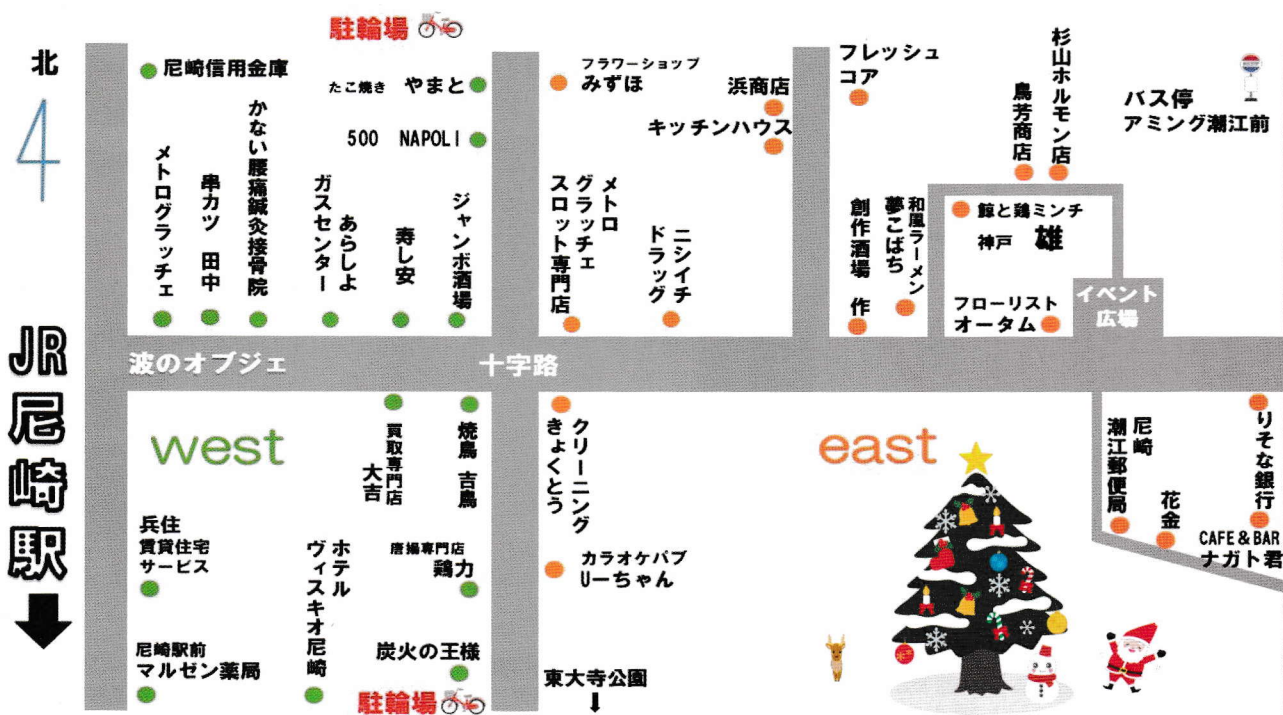 駐輪場
北
4
JR尼崎駅
尼崎信用金庫
たこ焼き やまと
500 NAPOLI
メトログラッチェ
串カツ 田中
かない腰痛鍼灸接骨院
ガスセンター
あらしよ
寿し安
ジャンボ酒場
フラワーショップ
みずほ
浜商店
キッチンハウス
メトロ
グラッチェ
スロット専門店
ニシイチ
ドラッグ
フレッシュ
コア
杉山ホルモン店
鳥芳商店
バス停
アミング潮江前
創作酒場 作
和風ラーメン
夢こばち
鯨と鶏ミンチ
神戸 雄
フローリスト
オータム
イベント
広場
波のオブジェ
十字路
west
買取専門店
大吉
焼鳥 吉鳥
兵住
賃貸住宅
サービス
ホテル
ヴィスキオ尼崎
唐揚専門店
鶏力
尼崎駅前
マルゼン薬局
炭火の王様
駐輪場
east
クリーニング
きょくとう
カラオケパブ
Uーちゃん
東大寺公園
尼崎
潮江郵便局
花金
りそな銀行
CAFE & BAR
ナガト君